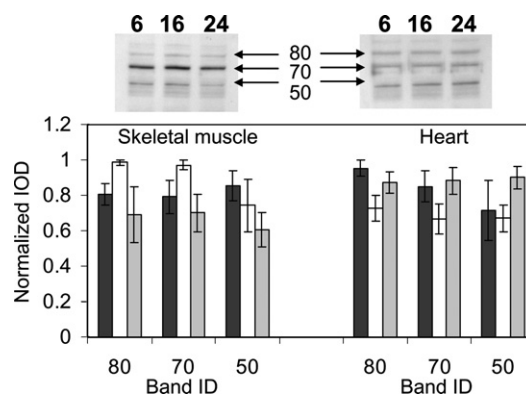 6 16 24 6 16 24
80
70
50
Skeletal muscle Heart
Normalized IOD
1.2
1
0.8
0.6
0.4
0.2
0
80 70 50 80 70 50
Band ID Band ID